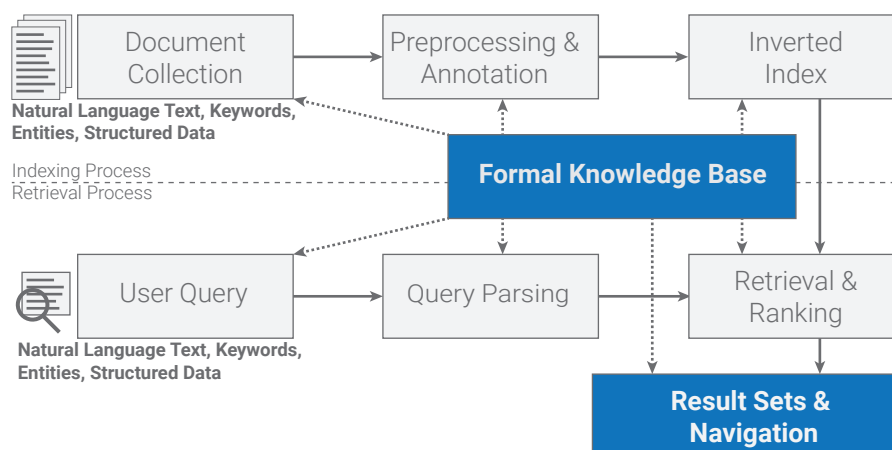 Document
Collection
Preprocessing &
Annotation
Inverted
Index
Natural Language Text, Keywords,
Entities, Structured Data
Formal Knowledge Base
Indexing Process
Retrieval Process
User Query
Query Parsing
Retrieval &
Ranking
Natural Language Text, Keywords,
Entities, Structured Data
Result Sets &
Navigation